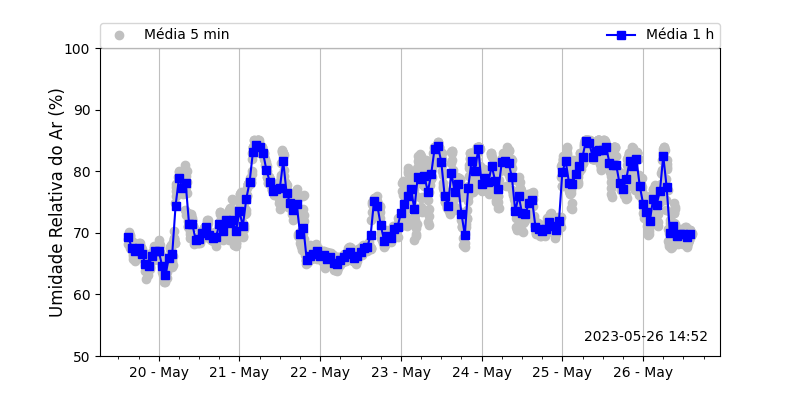 Média 5 min
Média 1 h
Umidade Relativa do Ar (%)
100
90
80
70
60
50
2023-05-26 14:52
20 - May
21 - May
22 - May
23 - May
24 - May
25 - May
26 - May